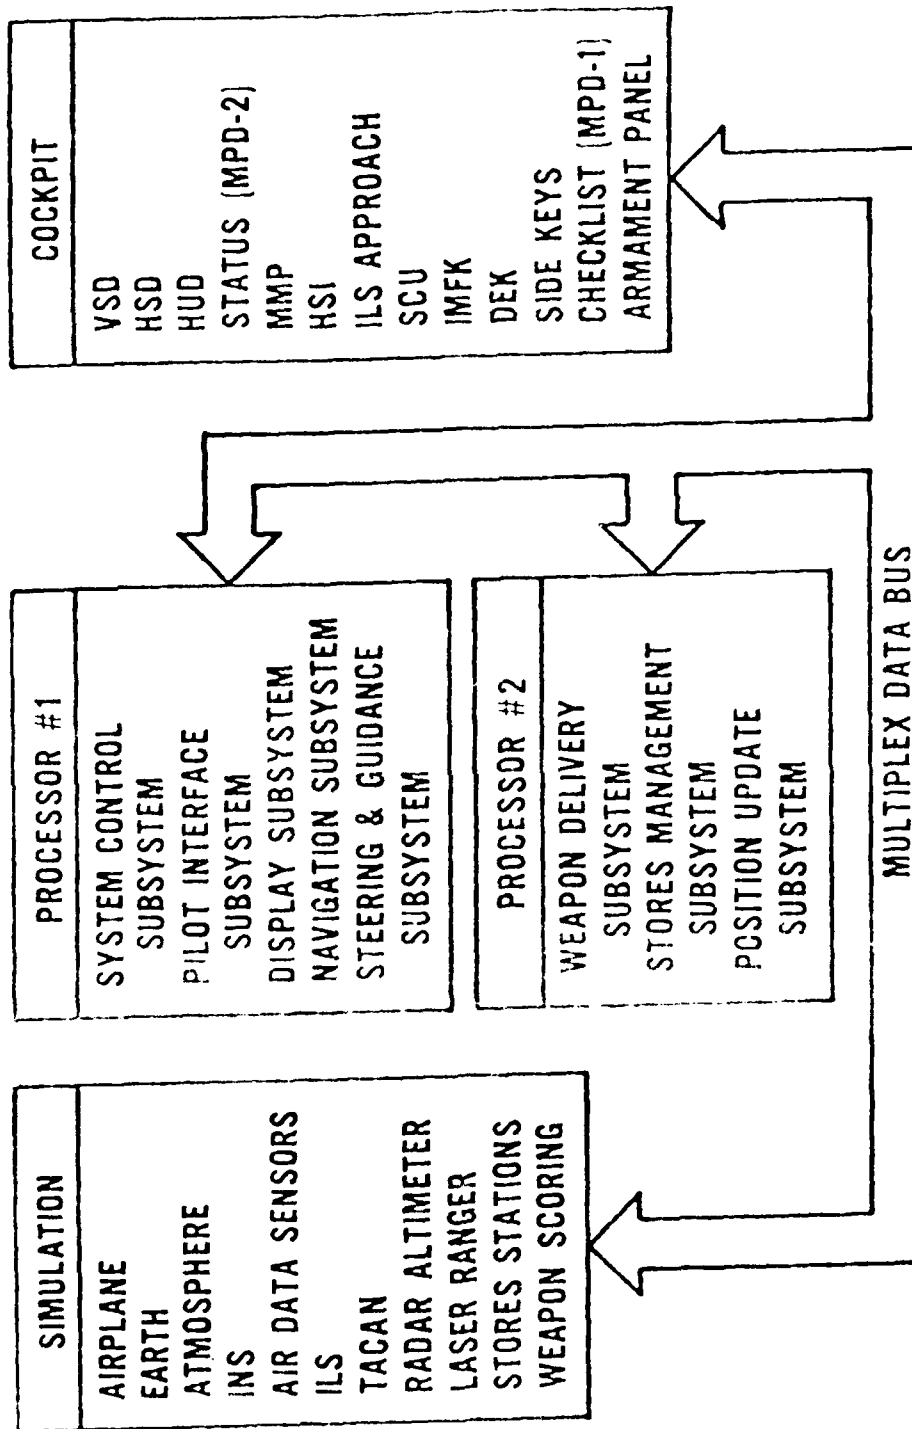 SIMULATION
AIRPLANE
EARTH
ATMOSPHERE
INS
AIR DATA SENSORS
ILS
TACAN
RADAR ALTIMETER
LASER RANGER
STORES STATIONS
WEAPON SCORING
PROCESSOR #1
SYSTEM CONTROL
SUBSYSTEM
PILOT INTERFACE
SUBSYSTEM
DISPLAY SUBSYSTEM
NAVIGATION SUBSYSTEM
STEERING & GUIDANCE
SUBSYSTEM
PROCESSOR #2
WEAPON DELIVERY
SUBSYSTEM
STORES MANAGEMENT
SUBSYSTEM
POSITION UPDATE
SUBSYSTEM
COCKPIT
VSD
HSD
HUD
STATUS (MPD-2)
MMP
HSI
ILS APPROACH
SCU
IMFK
DEK
SIDE KEYS
CHECKLIST (MPD-1)
ARMAMENT PANEL
MULTIPLEX DATA BUS